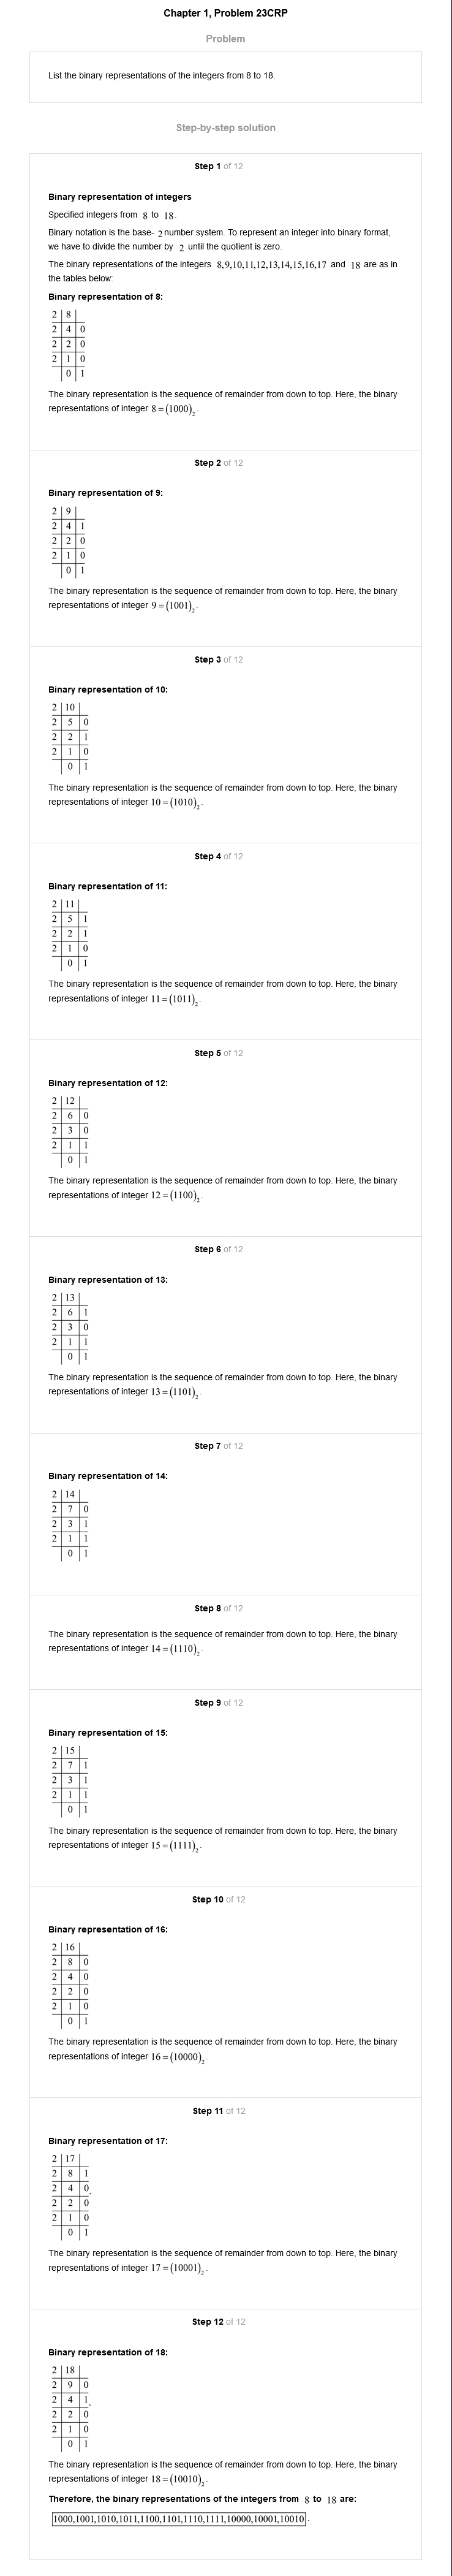 Chapter 1, Problem 23CRP
Problem
List the binary representations of the integers from 8 to 18.
Step-by-step solution
Step 1 of 12
Binary representation of integers
Specified integers from 8 to 18.
Binary notation is the base- 2 number system. To represent an integer into binary format,
we have to divide the number by 2 until the quotient is zero.
The binary representations of the integers 8,9,10,11,12,13,14,15,16,17 and 18 are as in
the tables below:
Binary representation of 8:
2 8
2 4 0
2 2 0
2 1 0
0 1
The binary representation is the sequence of remainder from down to top. Here, the binary
representations of integer 8 = (1000)₂.
Step 2 of 12
Binary representation of 9:
2 9
2 4 1
2 2 0
2 1 0
0 1
The binary representation is the sequence of remainder from down to top. Here, the binary
representations of integer 9 = (1001)₂.
Step 3 of 12
Binary representation of 10:
2 10
2 5 0
2 2 1
2 1 0
0 1
The binary representation is the sequence of remainder from down to top. Here, the binary
representations of integer 10 = (1010)₂.
Step 4 of 12
Binary representation of 11:
2 11
2 5 1
2 2 1
2 1 0
0 1
The binary representation is the sequence of remainder from down to top. Here, the binary
representations of integer 11 = (1011)₂.
Step 5 of 12
Binary representation of 12:
2 12
2 6 0
2 3 0
2 1 1
0 1
The binary representation is the sequence of remainder from down to top. Here, the binary
representations of integer 12 = (1100)₂.
Step 6 of 12
Binary representation of 13:
2 13
2 6 1
2 3 0
2 1 1
0 1
The binary representation is the sequence of remainder from down to top. Here, the binary
representations of integer 13 = (1101)₂.
Step 7 of 12
Binary representation of 14:
2 14
2 7 0
2 3 1
2 1 1
0 1
Step 8 of 12
The binary representation is the sequence of remainder from down to top. Here, the binary
representations of integer 14 = (1110)₂.
Step 9 of 12
Binary representation of 15:
2 15
2 7 1
2 3 1
2 1 1
0 1
The binary representation is the sequence of remainder from down to top. Here, the binary
representations of integer 15 = (1111)₂.
Step 10 of 12
Binary representation of 16:
2 16
2 8 0
2 4 0
2 2 0
2 1 0
0 1
The binary representation is the sequence of remainder from down to top. Here, the binary
representations of integer 16 = (10000)₂.
Step 11 of 12
Binary representation of 17:
2 17
2 8 1
2 4 0.
2 2 0
2 1 0
0 1
The binary representation is the sequence of remainder from down to top. Here, the binary
representations of integer 17 = (10001)₂.
Step 12 of 12
Binary representation of 18:
2 18
2 9 0
2 4 1.
2 2 0
2 1 0
0 1
The binary representation is the sequence of remainder from down to top. Here, the binary
representations of integer 18 = (10010)₂.
Therefore, the binary representations of the integers from 8 to 18 are:
1000,1001,1010,1011,1100,1101,1110,1111,10000,10001,10010.